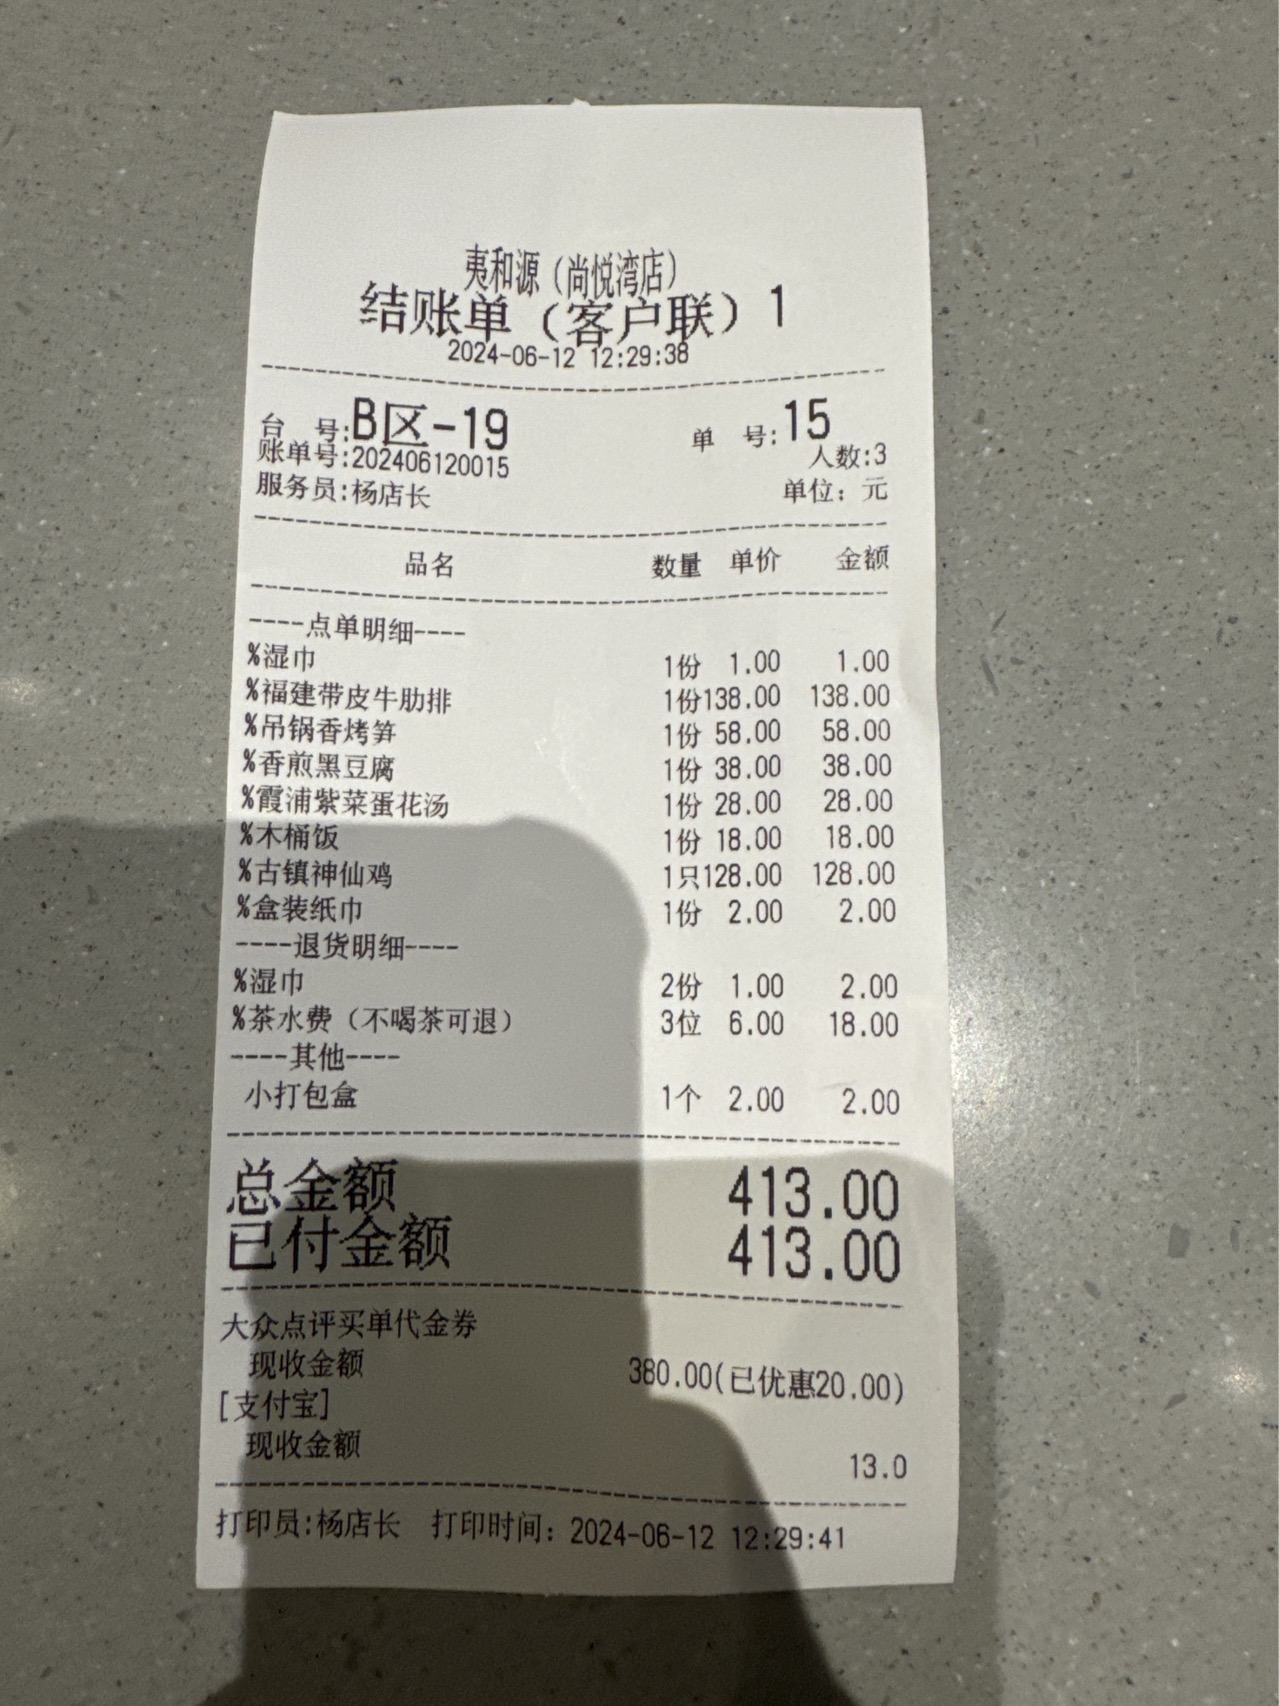 夷和源（尚悦湾店）
结账单（客户联）1
2024-06-12 12:29:38
台 号:B区-19 单 号:15
账单号:202406120015 人数:3
服务员:杨店长 单位：元
品名 数量 单价 金额
----点单明细----
%湿巾 1份 1.00 1.00
%福建带皮牛肋排 1份138.00 138.00
%吊锅香烤笋 1份 58.00 58.00
%香煎黑豆腐 1份 38.00 38.00
%霞浦紫菜蛋花汤 1份 28.00 28.00
%木桶饭 1份 18.00 18.00
%古镇神仙鸡 1只128.00 128.00
%盒装纸巾 1份 2.00 2.00
----退货明细----
%湿巾 2份 1.00 2.00
%茶水费（不喝茶可退） 3位 6.00 18.00
----其他----
小打包盒 1个 2.00 2.00
总金额 413.00
已付金额 413.00
大众点评买单代金券
现收金额 380.00(已优惠20.00)
[支付宝]
现收金额 13.0
打印员:杨店长 打印时间：2024-06-12 12:29:41